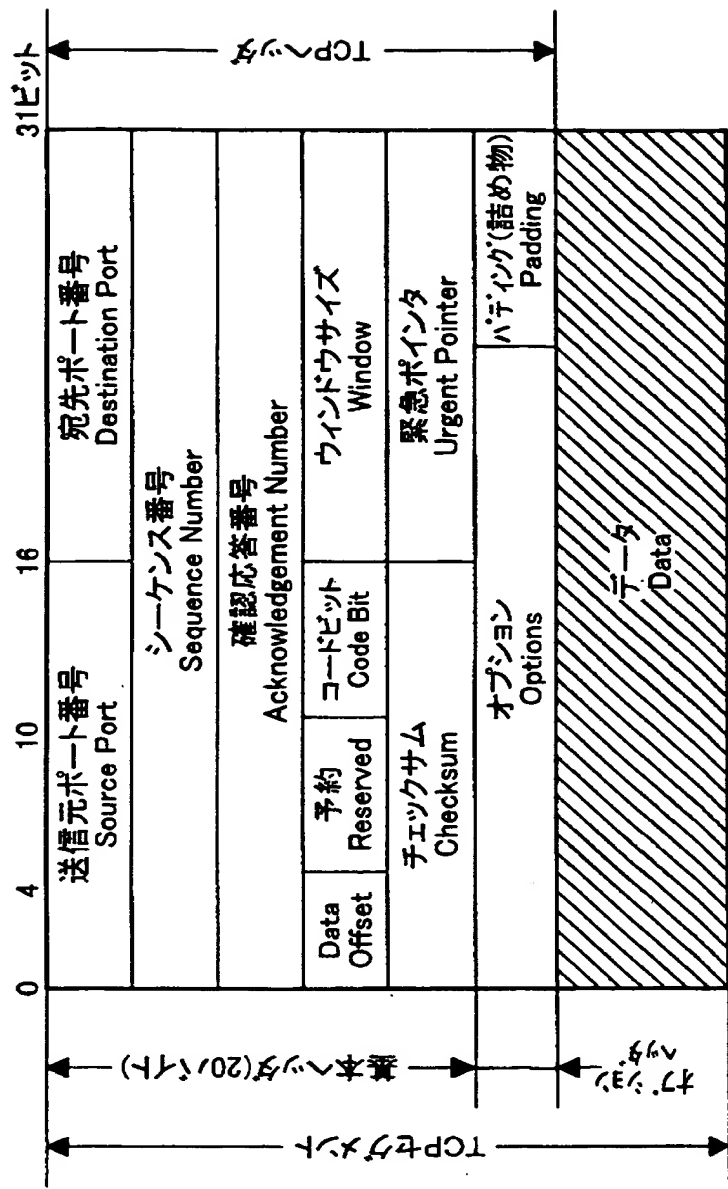 0 4 10 16 31ビット
送信元ポート番号
Source Port
宛先ポート番号
Destination Port
シーケンス番号
Sequence Number
確認応答番号
Acknowledgement Number
Data
Offset
予約
Reserved
コードビット
Code Bit
ウィンドウサイズ
Window
チェックサム
Checksum
緊急ポインタ
Urgent Pointer
オプション
Options
パディング(詰め物)
Padding
データ
Data
TCPヘッダ
基本ヘッダ(20バイト)
オプション
ヘッダ
TCPセグメント